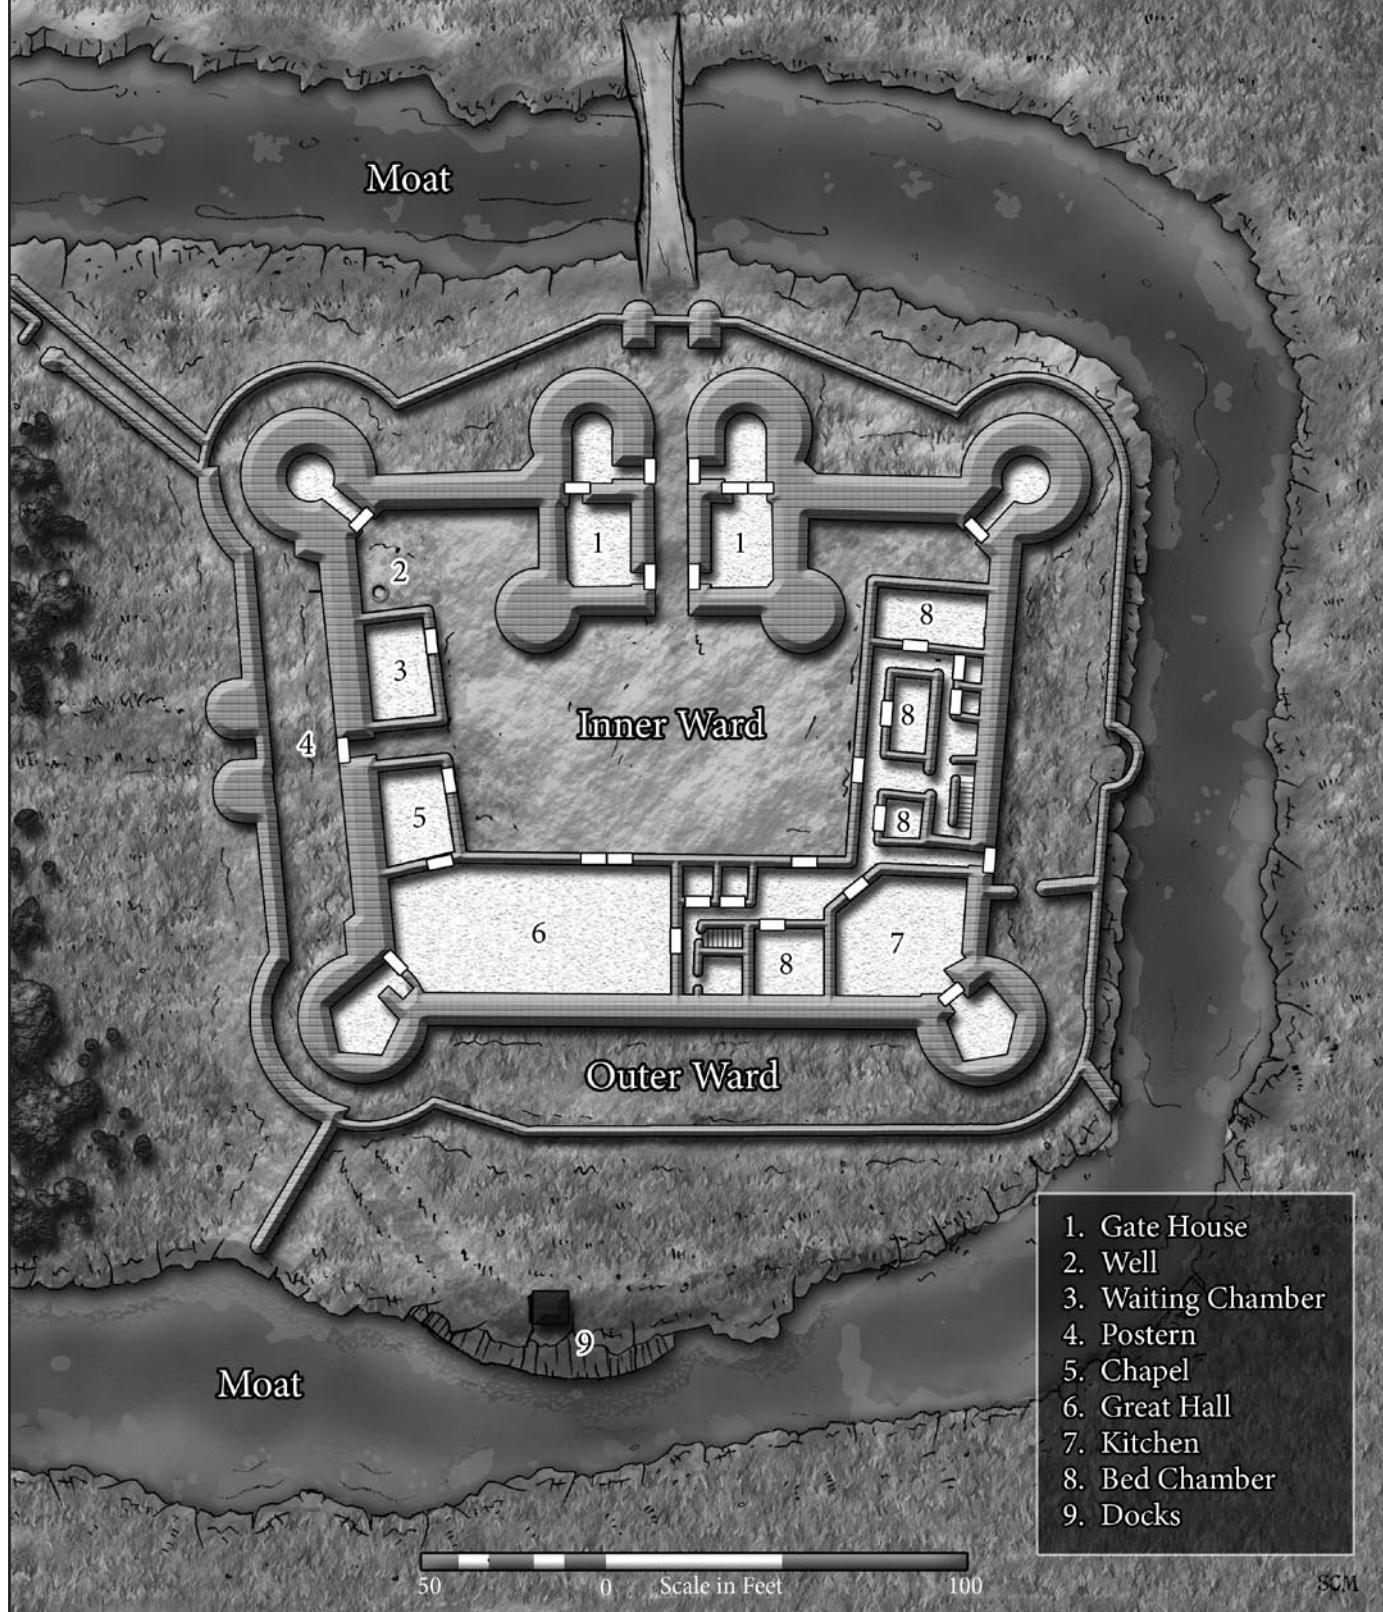 Moat
1
1
2
8
3
8
4
Inner Ward
5
8
6
7
8
Outer Ward
1. Gate House
2. Well
3. Waiting Chamber
4. Postern
5. Chapel
6. Great Hall
7. Kitchen
8. Bed Chamber
9. Docks
9
Moat
50 0 Scale in Feet 100
SCM